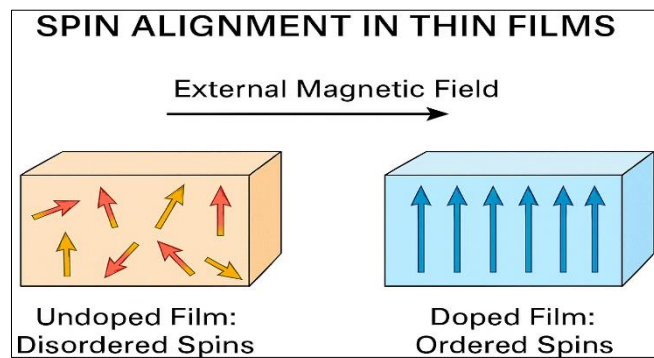 SPIN ALIGNMENT IN THIN FILMS
External Magnetic Field
Undoped Film:
Disordered Spins
Doped Film:
Ordered Spins